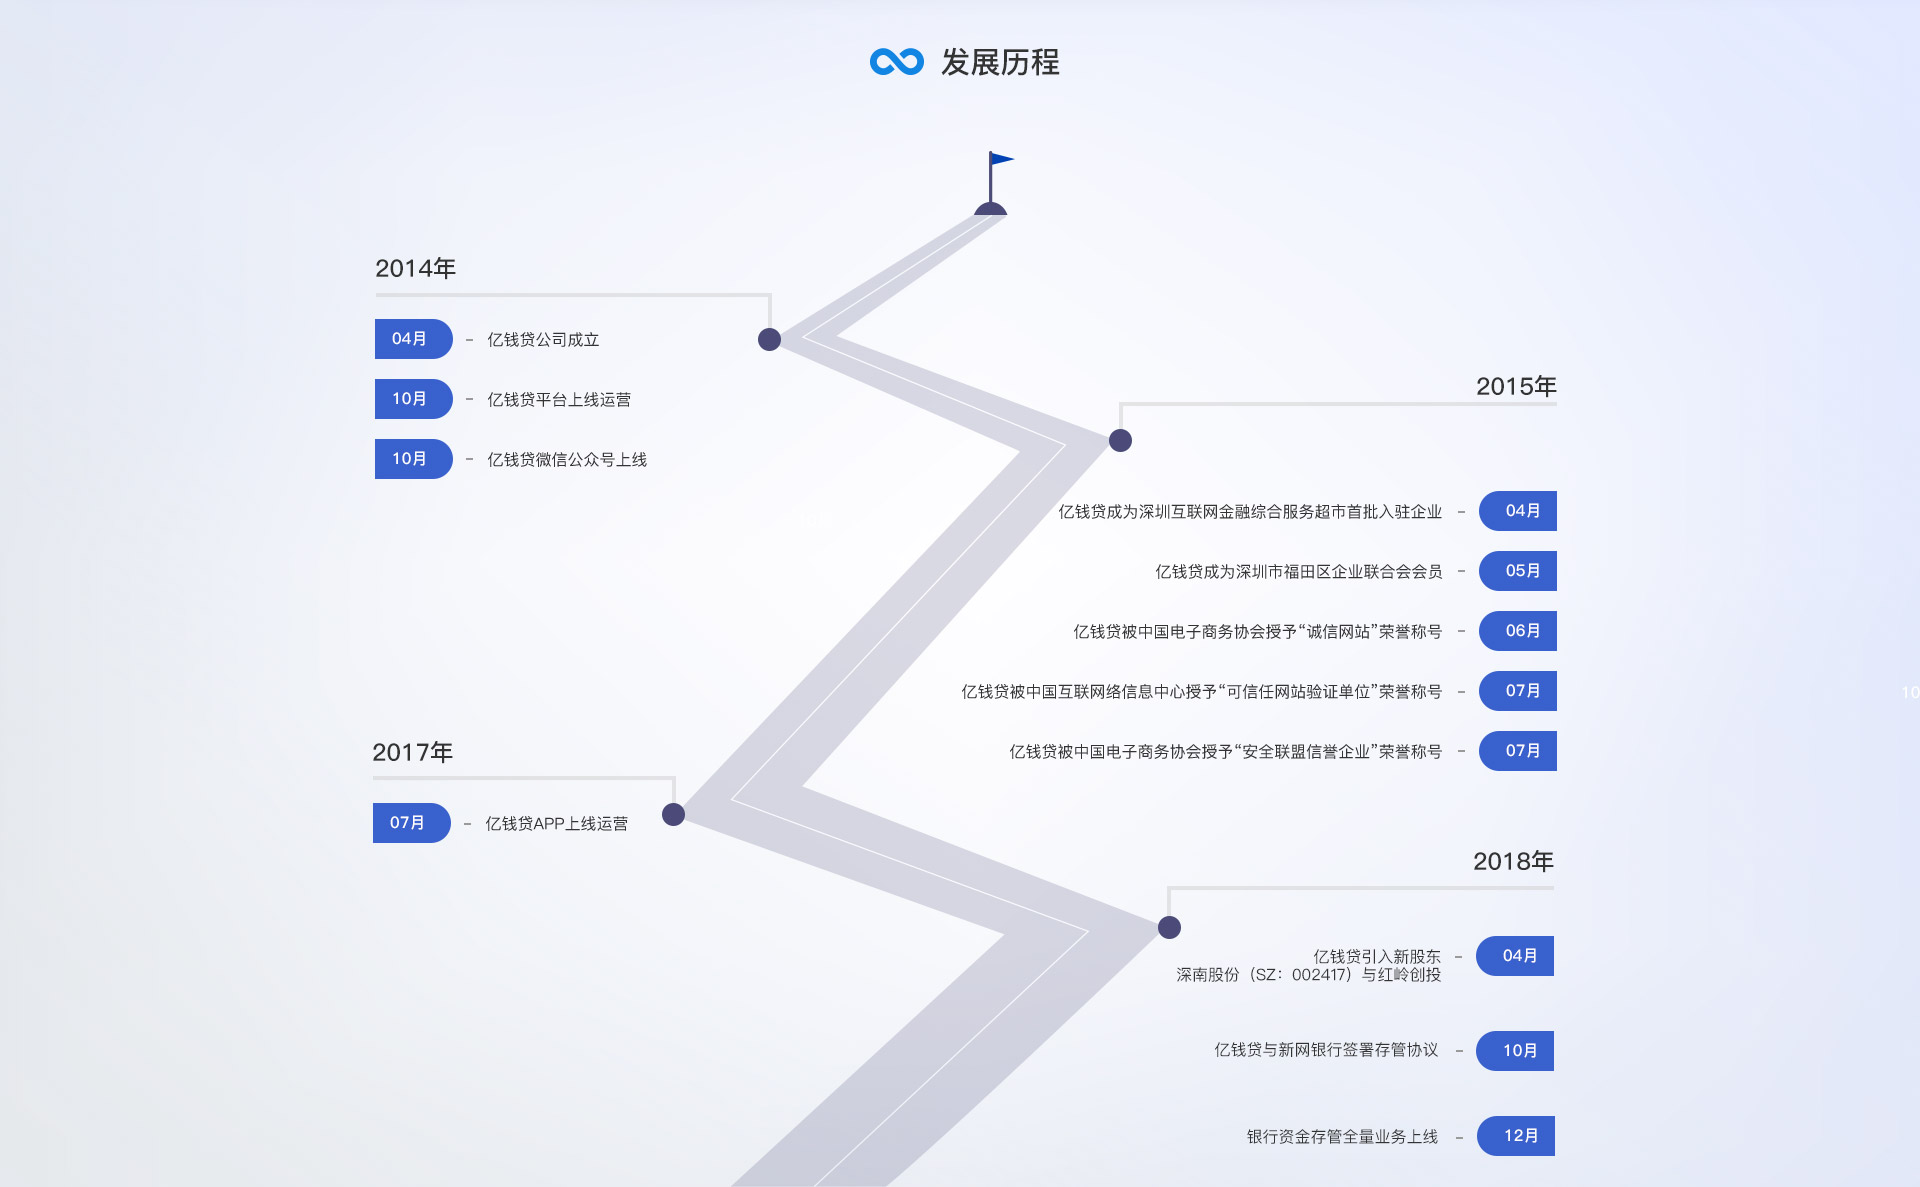 发展历程
2014年
04月 - 亿钱贷公司成立
10月 - 亿钱贷平台上线运营
10月 - 亿钱贷微信公众号上线
2015年
亿钱贷成为深圳互联网金融综合服务超市首批入驻企业 - 04月
亿钱贷成为深圳市福田区企业联合会会员 - 05月
亿钱贷被中国电子商务协会授予“诚信网站”荣誉称号 - 06月
亿钱贷被中国互联网络信息中心授予“可信任网站验证单位”荣誉称号 - 07月
亿钱贷被中国电子商务协会授予“安全联盟信誉企业”荣誉称号 - 07月
10
2017年
07月 - 亿钱贷APP上线运营
2018年
亿钱贷引入新股东 - 04月
深南股份（SZ：002417）与红岭创投
亿钱贷与新网银行签署存管协议 - 10月
银行资金存管全量业务上线 - 12月